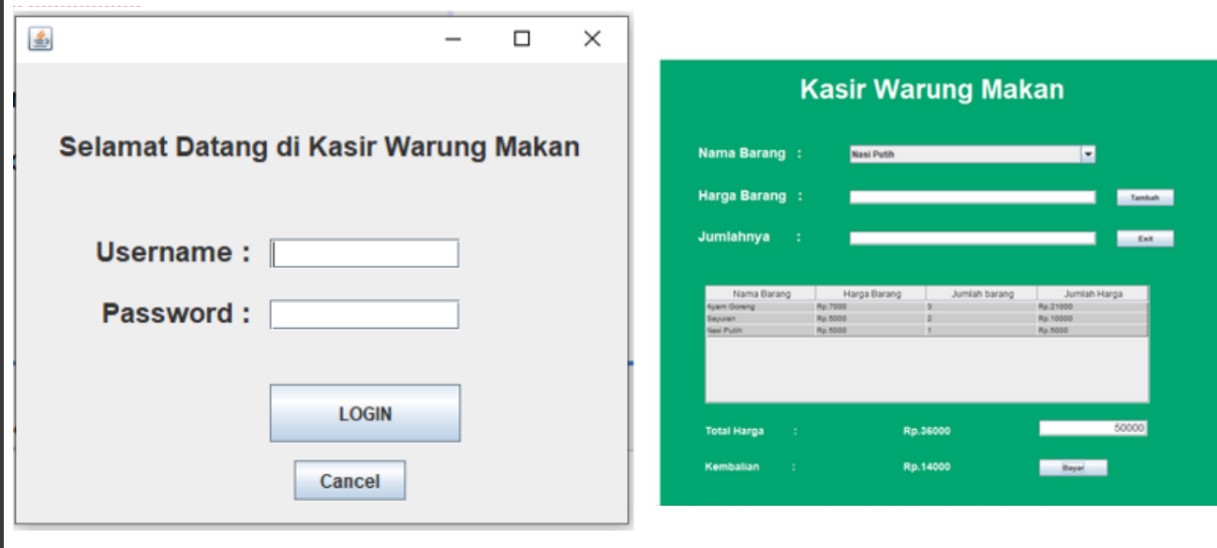 Selamat Datang di Kasir Warung Makan
Username :
Password :
LOGIN
Cancel
Kasir Warung Makan
Nama Barang : Nasi Putih
Harga Barang : Tambah
Jumlahnya : Exit
Nama Barang Harga Barang Jumlah barang Jumlah Harga
Ayam Goreng Rp.7000 3 Rp.21000
Sayuran Rp.5000 2 Rp.10000
Nasi Putih Rp.5000 1 Rp.5000
Total Harga : Rp.36000 50000
Kembalian : Rp.14000 Bayar